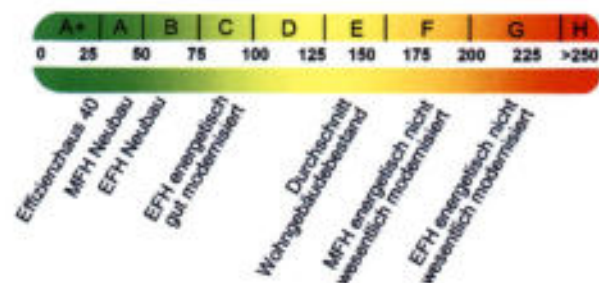 A+ A B C D E F G H
0 25 50 75 100 125 150 175 200 225 >250
Effizienzhaus 40
MFH Neubau
EFH Neubau
EFH energetisch
gut modernisiert
Durchschnitt
Wohngebäudebestand
MFH energetisch nicht
wesentlich modernisiert
EFH energetisch nicht
wesentlich modernisiert